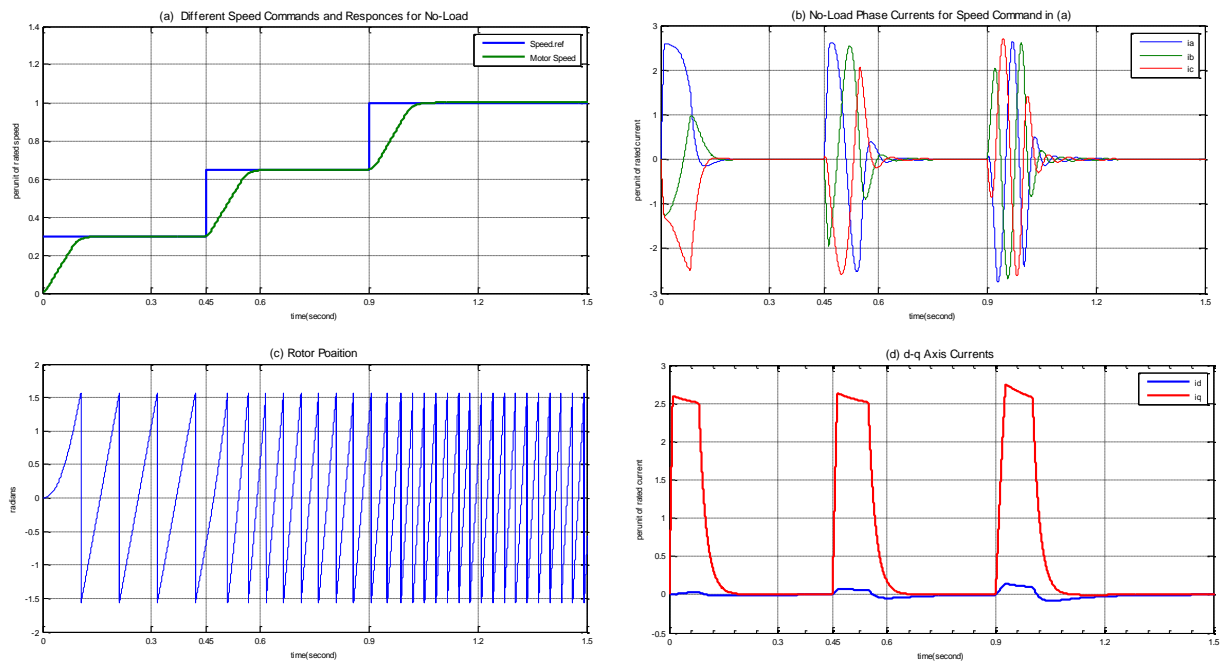 (a) Different Speed Commands and Responces for No-Load
1.4
1.2
1
0.8
0.6
0.4
0.2
0
perunit of rated speed
Speed.ref
Motor Speed
0 0.3 0.45 0.6 0.9 1.2 1.5
time(second)
(b) No-Load Phase Currents for Speed Command in (a)
3
2
1
0
-1
-2
-3
perunit of rated current
ia
ib
ic
0 0.3 0.45 0.6 0.9 1.2 1.5
time(second)
(c) Rotor Poaition
2
1.5
1
0.5
0
-0.5
-1
-1.5
-2
radians
0 0.3 0.45 0.6 0.9 1.2 1.5
time(second)
(d) d-q Axis Currents
3
2.5
2
1.5
1
0.5
0
-0.5
perunit of rated current
id
iq
0 0.3 0.45 0.6 0.9 1.2 1.5
time(second)